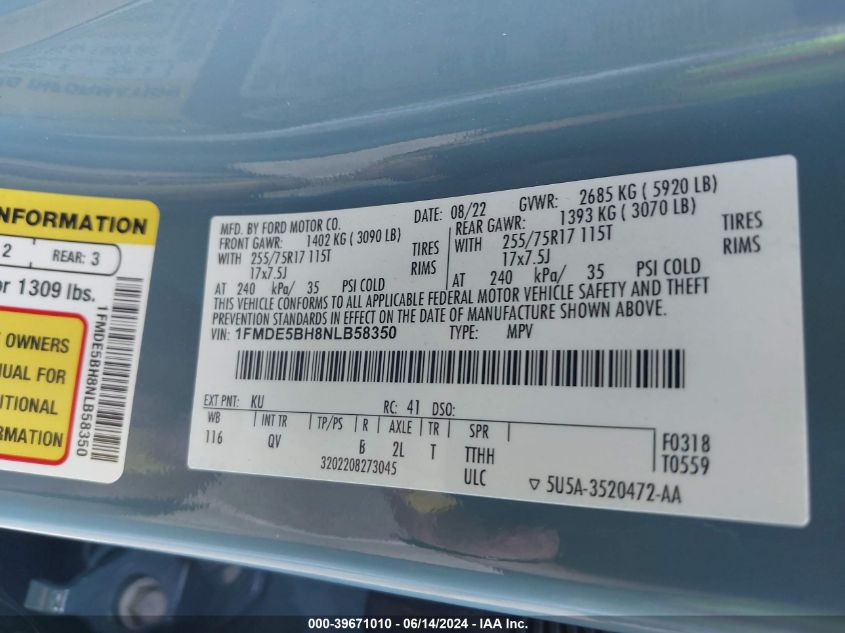 NFORMATION
2 REAR: 3
or 1309 lbs.
OWNERS
FOR
1FMDE5BH8NLB58350
MFD. BY FORD MOTOR CO.
DATE: 08/22 GVWR: 2685 KG ( 5920 LB)
FRONT GAWR: 1402 KG ( 3090 LB)
REAR GAWR: 1393 KG ( 3070 LB)
WITH 255/75R17 115T TIRES
WITH 255/75R17 115T TIRES
17x7.5J RIMS
17x7.5J RIMS
AT 240 kPa/ 35 PSI COLD
AT 240 kPa/ 35 PSI COLD
THIS VEHICLE CONFORMS TO ALL APPLICABLE FEDERAL MOTOR VEHICLE SAFETY AND THEFT
PREVENTION STANDARDS IN EFFECT ON THE DATE OF MANUFACTURE SHOWN ABOVE.
VIN: 1FMDE5BH8NLB58350 TYPE: MPV
EXT PNT: KU RC: 41 DSO:
WB INT TR TP/PS R AXLE TR SPR
116 QV B 2L T TTHH
3202208273045 ULC
F0318
T0559
▽ 5U5A-3520472-AA
000-39671010 - 06/14/2024 - IAA Inc.